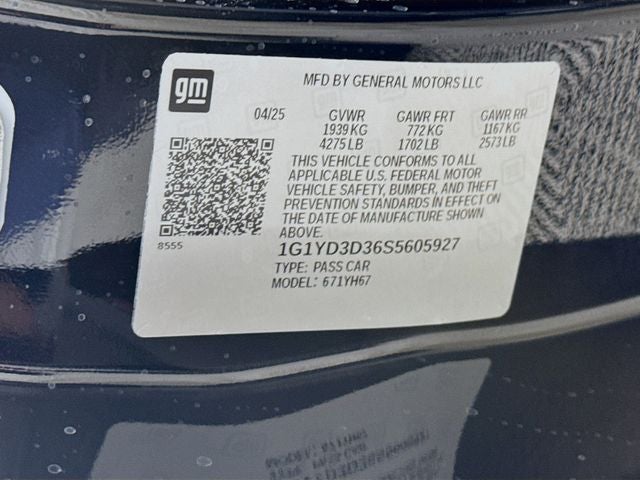 gm
MFD BY GENERAL MOTORS LLC
04/25 GVWR GAWR FRT GAWR RR
1939 KG 772 KG 1167 KG
4275 LB 1702 LB 2573 LB
THIS VEHICLE CONFORMS TO ALL
APPLICABLE U.S. FEDERAL MOTOR
VEHICLE SAFETY, BUMPER, AND THEFT
PREVENTION STANDARDS IN EFFECT ON
THE DATE OF MANUFACTURE SHOWN
ABOVE.
8555
1G1YD3D36S5605927
TYPE: PASS CAR
MODEL: 671YH67